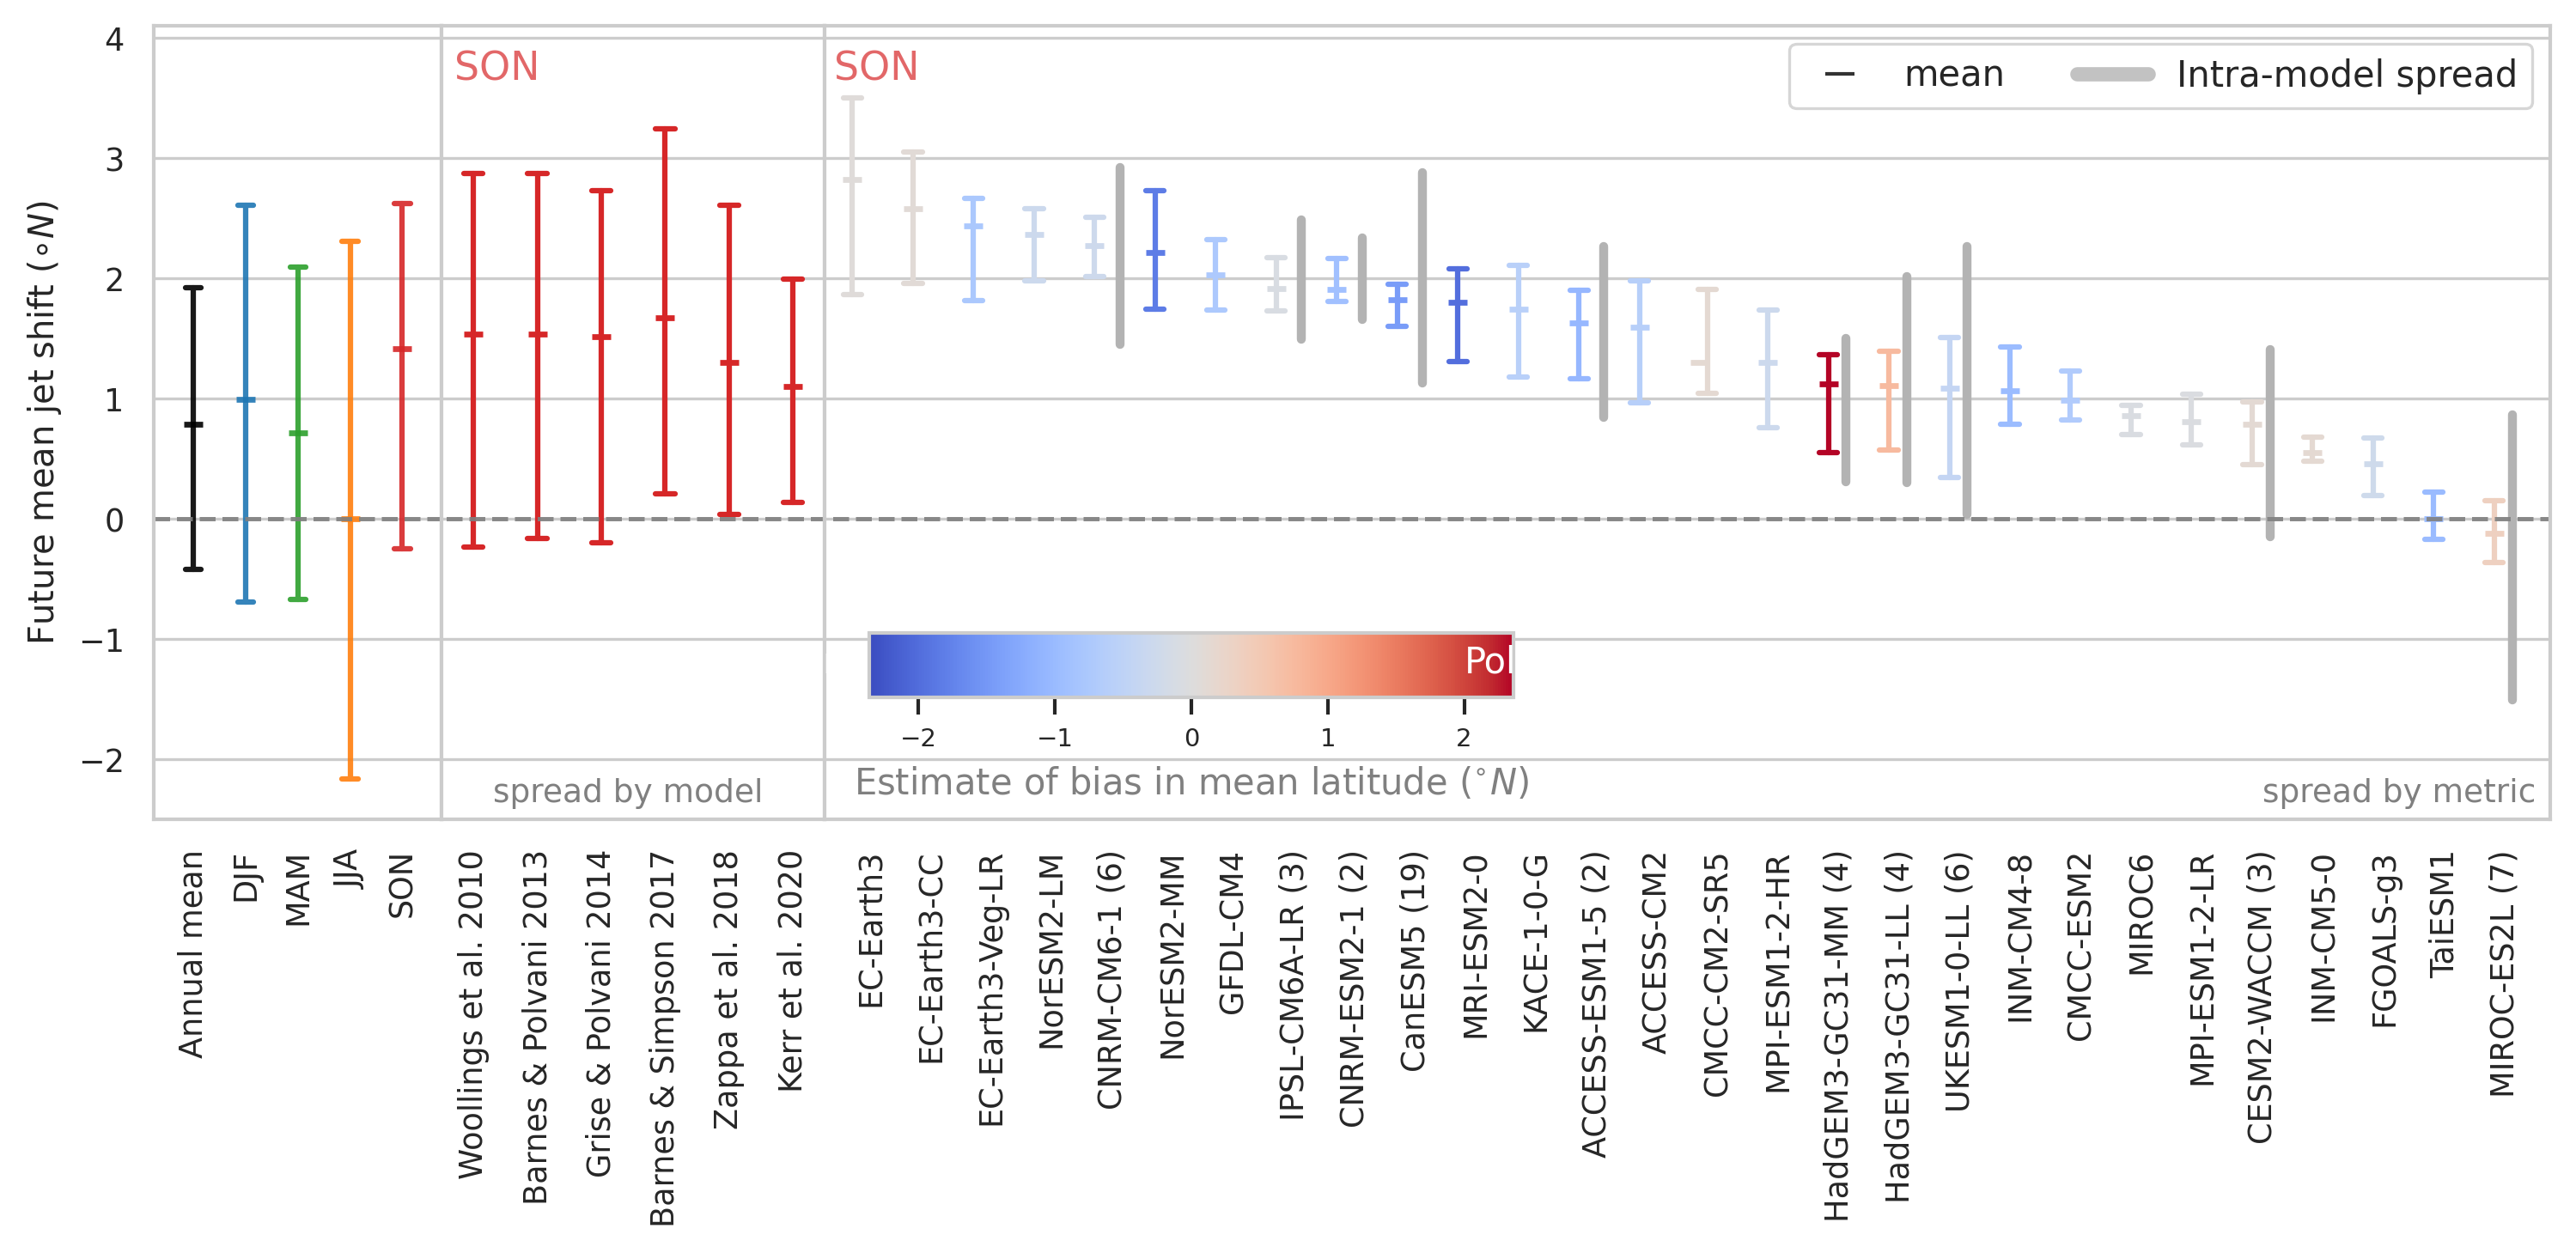 Future mean jet shift (∘N)
4
3
2
1
0
−1
−2
SON
SON
mean
Intra-model spread
Pol
−2
−1
0
1
2
Estimate of bias in mean latitude (°N)
spread by model
spread by metric
Annual mean
DJF
MAM
JJA
SON
Woollings et al. 2010
Barnes & Polvani 2013
Grise & Polvani 2014
Barnes & Simpson 2017
Zappa et al. 2018
Kerr et al. 2020
EC-Earth3
EC-Earth3-CC
EC-Earth3-Veg-LR
NorESM2-LM
CNRM-CM6-1 (6)
NorESM2-MM
GFDL-CM4
IPSL-CM6A-LR (3)
CNRM-ESM2-1 (2)
CanESM5 (19)
MRI-ESM2-0
KACE-1-0-G
ACCESS-ESM1-5 (2)
ACCESS-CM2
CMCC-CM2-SR5
MPI-ESM1-2-HR
HadGEM3-GC31-MM (4)
HadGEM3-GC31-LL (4)
UKESM1-0-LL (6)
INM-CM4-8
CMCC-ESM2
MIROC6
MPI-ESM1-2-LR
CESM2-WACCM (3)
INM-CM5-0
FGOALS-g3
TaiESM1
MIROC-ES2L (7)